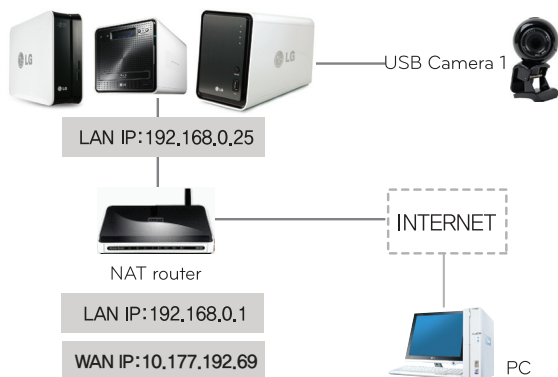 LG
LG
LG
LG
USB Camera 1
LAN IP:192.168.0.25
INTERNET
NAT router
LAN IP:192.168.0.1
WAN IP:10.177.192.69
PC